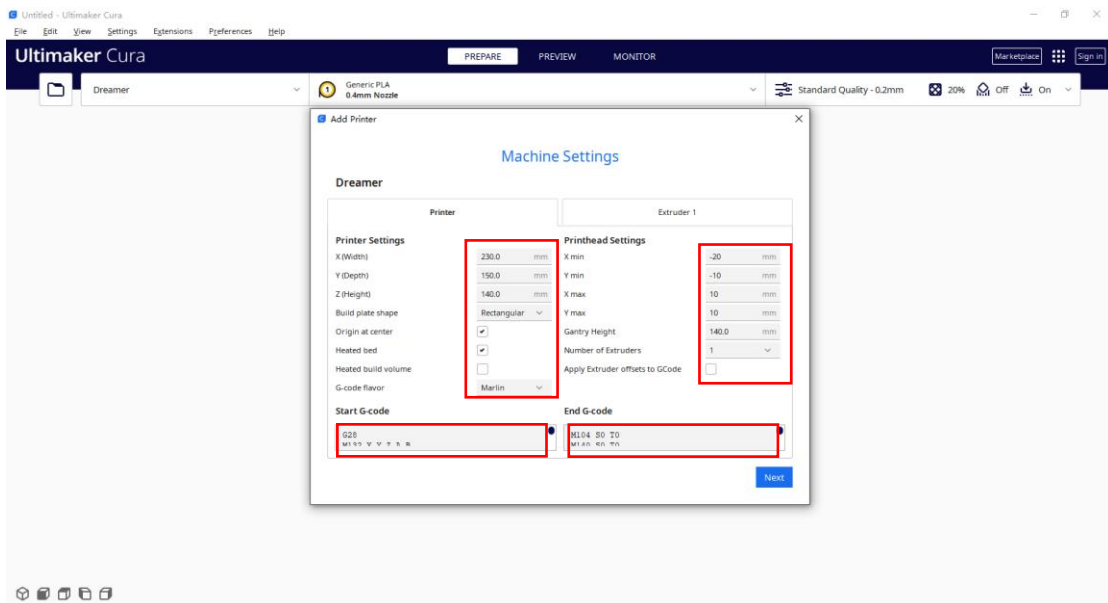 Untitled - Ultimaker Cura
File Edit View Settings Extensions Preferences Help
Ultimaker Cura PREPARE PREVIEW MONITOR Marketplace Sign in
Dreamer
Generic PLA
0.4mm Nozzle
Standard Quality - 0.2mm 20% Off On
Add Printer
Machine Settings
Dreamer
Printer Extruder 1
Printer Settings Printhead Settings
X (Width) 230.0 mm X min -20 mm
Y (Depth) 150.0 mm Y min -10 mm
Z (Height) 140.0 mm X max 10 mm
Build plate shape Rectangular Y max 10 mm
Origin at center Gantry Height 140.0 mm
Heated bed Number of Extruders 1
Heated build volume Apply Extruder offsets to GCode
G-code flavor Marlin
Start G-code End G-code
G28 M104 S0 T0
M132 X Y Z A B M140 S0 T0
Next